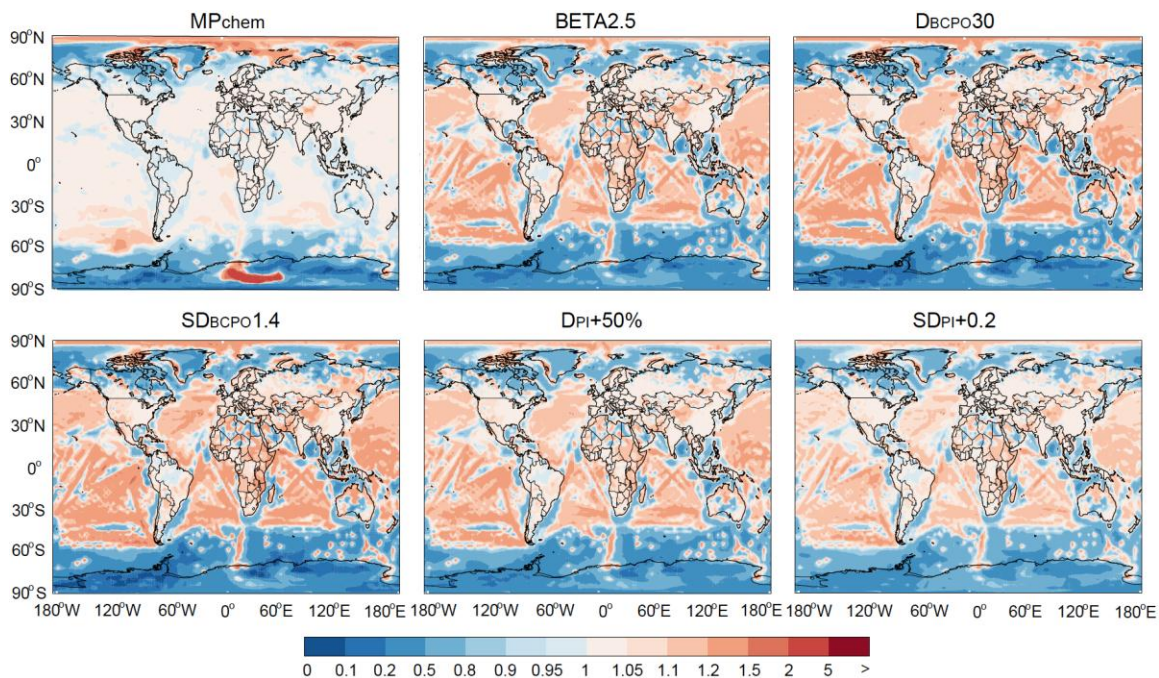 MPchem BETA2.5 DBCPO30
90°N
60°N
30°N
0°
30°S
60°S
90°S
SDBCPO1.4 DPI+50% SDPI+0.2
90°N
60°N
30°N
0°
30°S
60°S
90°S
180°W 120°W 60°W 0° 60°E 120°E 180°W 120°W 60°W 0° 60°E 120°E 180°W 120°W 60°W 0° 60°E 120°E 180°E
0 0.1 0.2 0.5 0.8 0.9 0.95 1 1.05 1.1 1.2 1.5 2 5 >